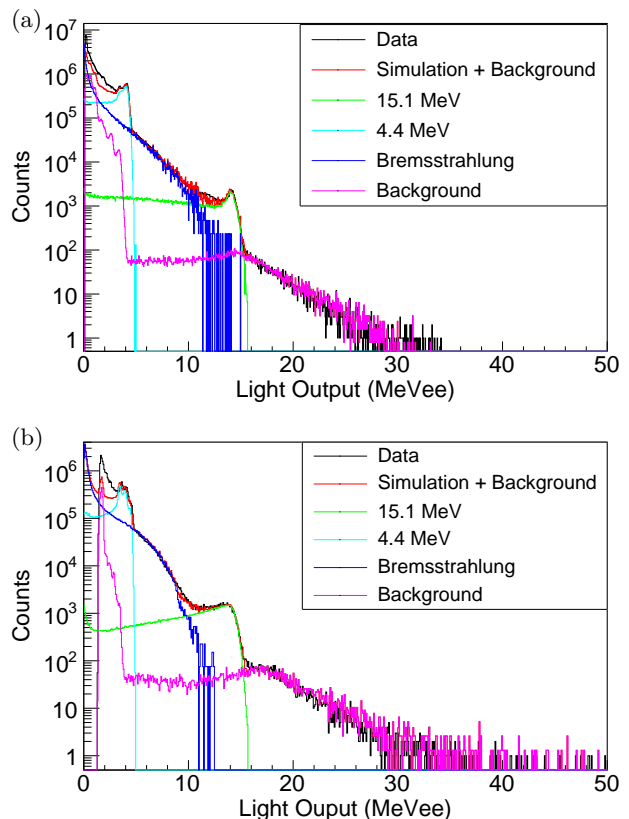 (a)
10^7
10^6
10^5
10^4
10^3
10^2
10
1
Counts
Data
Simulation + Background
15.1 MeV
4.4 MeV
Bremsstrahlung
Background
0 10 20 30 40 50
Light Output (MeVee)
(b)
10^6
10^5
10^4
10^3
10^2
10
1
Counts
Data
Simulation + Background
15.1 MeV
4.4 MeV
Bremsstrahlung
Background
0 10 20 30 40 50
Light Ouput (MeVee)